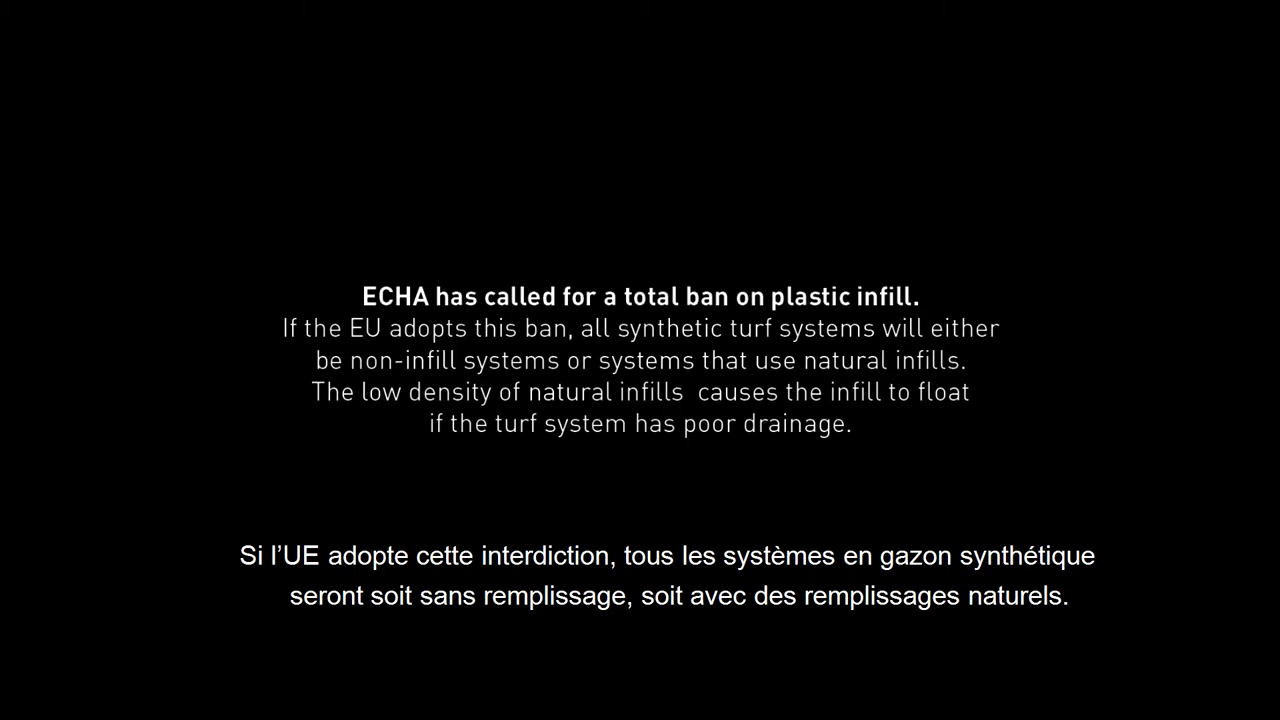 ECHA has called for a total ban on plastic infill.
If the EU adopts this ban, all synthetic turf systems will either
be non-infill systems or systems that use natural infills.
The low density of natural infills  causes the infill to float
if the turf system has poor drainage.
Si l’UE adopte cette interdiction, tous les systèmes en gazon synthétique
seront soit sans remplissage, soit avec des remplissages naturels.